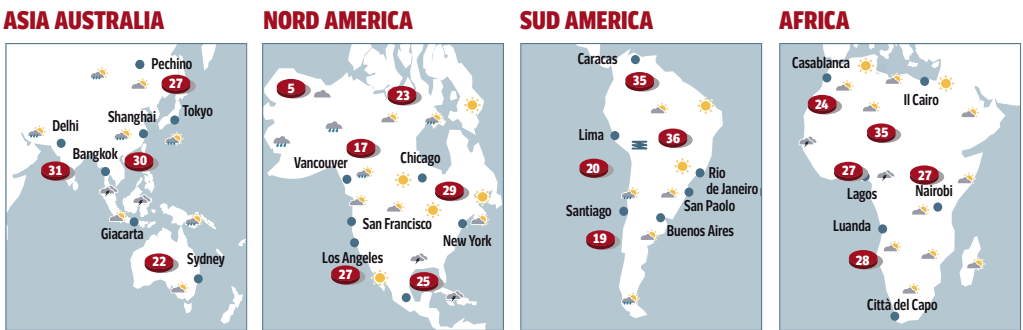 ASIA AUSTRALIA
Pechino
27
Shanghai
Tokyo
Delhi
Bangkok
30
31
Giacarta
22
Sydney
NORD AMERICA
5
23
17
Vancouver
Chicago
29
San Francisco
New York
Los Angeles
27
25
SUD AMERICA
Caracas
35
Lima
36
20
Rio
de Janeiro
San Paolo
Santiago
Buenos Aires
19
AFRICA
Casablanca
Il Cairo
24
35
27
27
Lagos
Nairobi
Luanda
28
Città del Capo